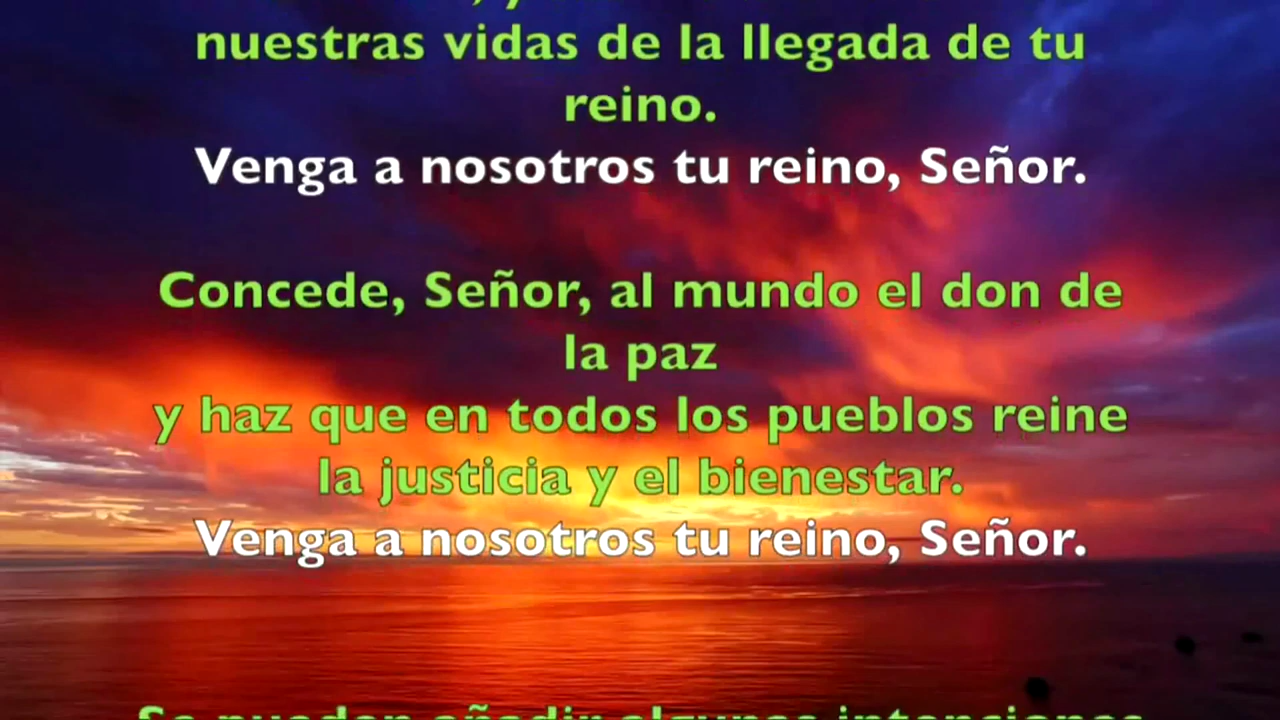 nuestras vidas de la llegada de tu
reino.
Venga a nosotros tu reino, Señor.
Concede, Señor, al mundo el don de
la paz
y haz que en todos los pueblos reine
la justicia y el bienestar.
Venga a nosotros tu reino, Señor.
Se pueden añadir algunas intenciones